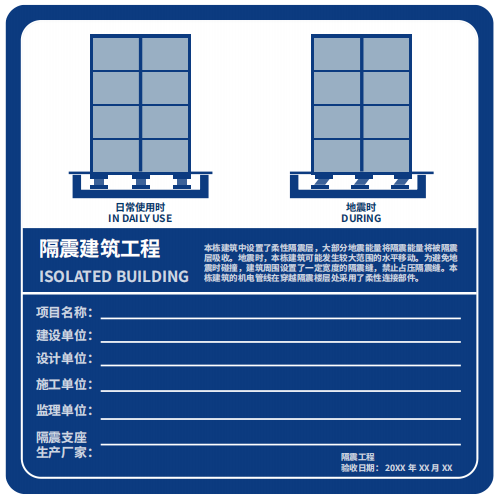 日常使用时
IN DAILY USE
地震时
DURING
隔震建筑工程
ISOLATED BUILDING
本栋建筑中设置了柔性隔震层，大部分地震能量将隔震能量将被隔震
层吸收。地震时，本栋建筑可能发生较大范围的水平移动。为避免地
震时碰撞，建筑周围设置了一定宽度的隔震缝，禁止占压隔震缝。本
栋建筑的机电管线在穿越隔震楼层处采用了柔性连接部件。
项目名称：
建设单位：
设计单位：
施工单位：
监理单位：
隔震支座
生产厂家：
隔震工程
验收日期： 20XX 年 XX 月 XX